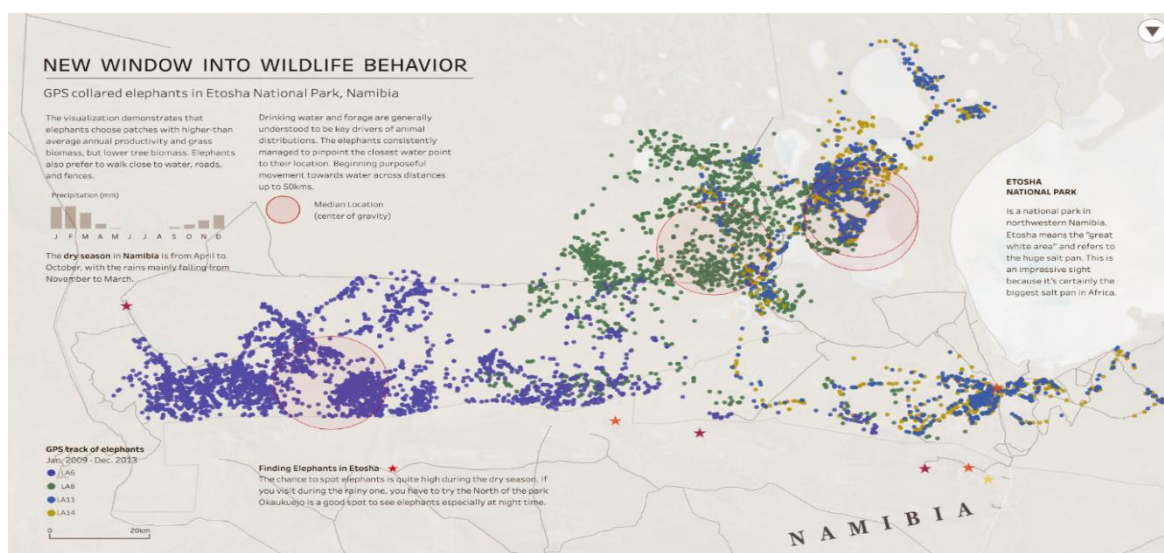 NEW WINDOW INTO WILDLIFE BEHAVIOR
GPS collared elephants in Etosha National Park, Namibia
The visualization demonstrates that
elephants choose patches with higher-than
average annual productivity and grass
biomass, but lower tree biomass. Elephants
also prefer to walk close to water, roads,
and fences.
Drinking water and forage are generally
understood to be key drivers of animal
distributions. The elephants consistently
managed to pinpoint the closest water point
to their location. Beginning purposeful
movement towards water across distances
up to 50kms.
Precipitation (mm)
J F M A M J J A S O N D
Median Location
(center of gravity)
The dry season in Namibia is from April to
October, with the rains mainly falling from
November to March.
ETOSHA
NATIONAL PARK
is a national park in
northwestern Namibia.
Etosha means the "great
white area" and refers to
the huge salt pan. This is
an impressive sight
because it's certainly the
biggest salt pan in Africa.
GPS track of elephants
Jan. 2009 - Dec. 2013
LA6
LA8
LA11
LA14
0 20km
Finding Elephants in Etosha
The chance to spot elephants is quite high during the dry season. If
you visit during the rainy one, you have to try the North of the park
Okaukuejo is a good spot to see elephants especially at night time.
NAMIBIA